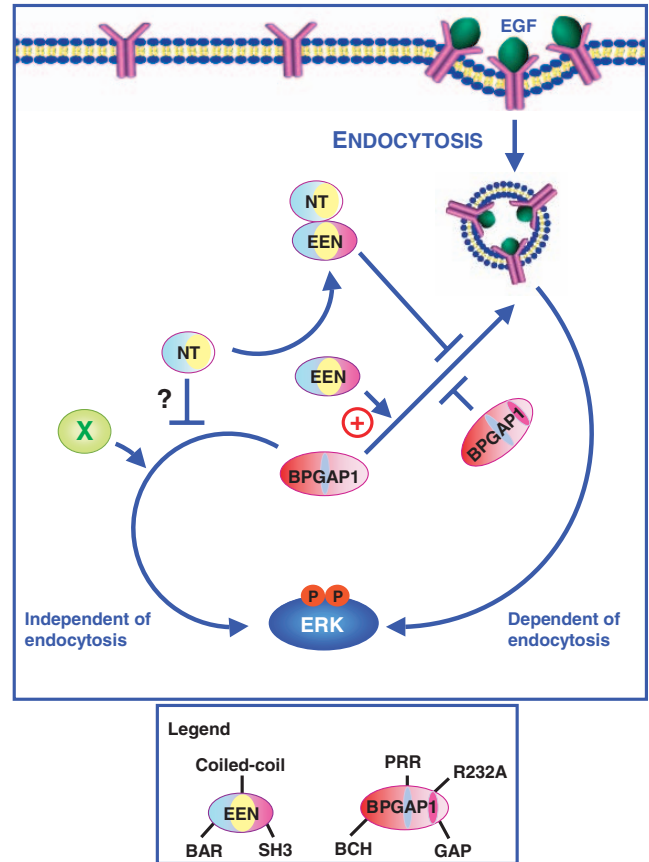 EGF
ENDOCYTOSIS
NT
EEN
NT
EEN
?
X
+
BPGAP1
BPGAP1
P P
ERK
Independent of
endocytosis
Dependent of
endocytosis
Legend
Coiled-coil
EEN
BAR
SH3
PRR
R232A
BPGAP1
BCH
GAP